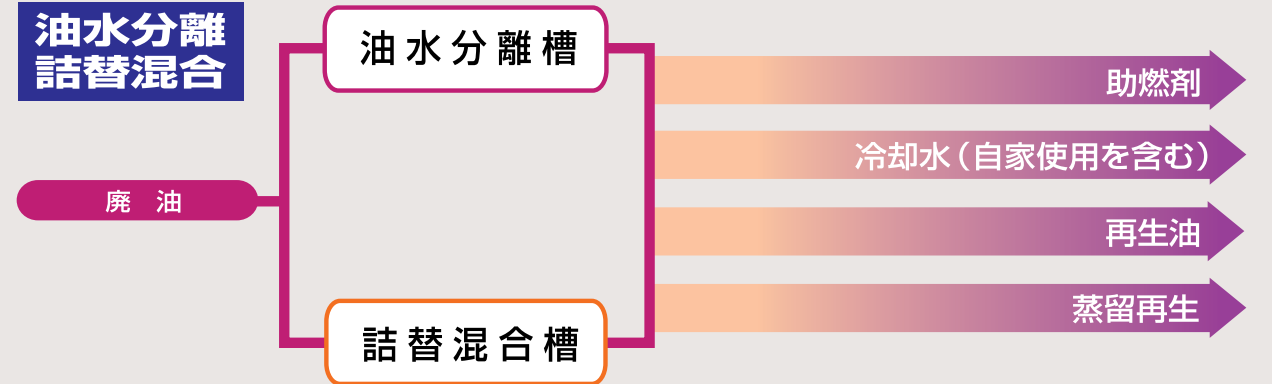 油水分離
詰替混合
廃 油
油水分離槽
詰替混合槽
助燃剤
冷却水(自家使用を含む)
再生油
蒸留再生